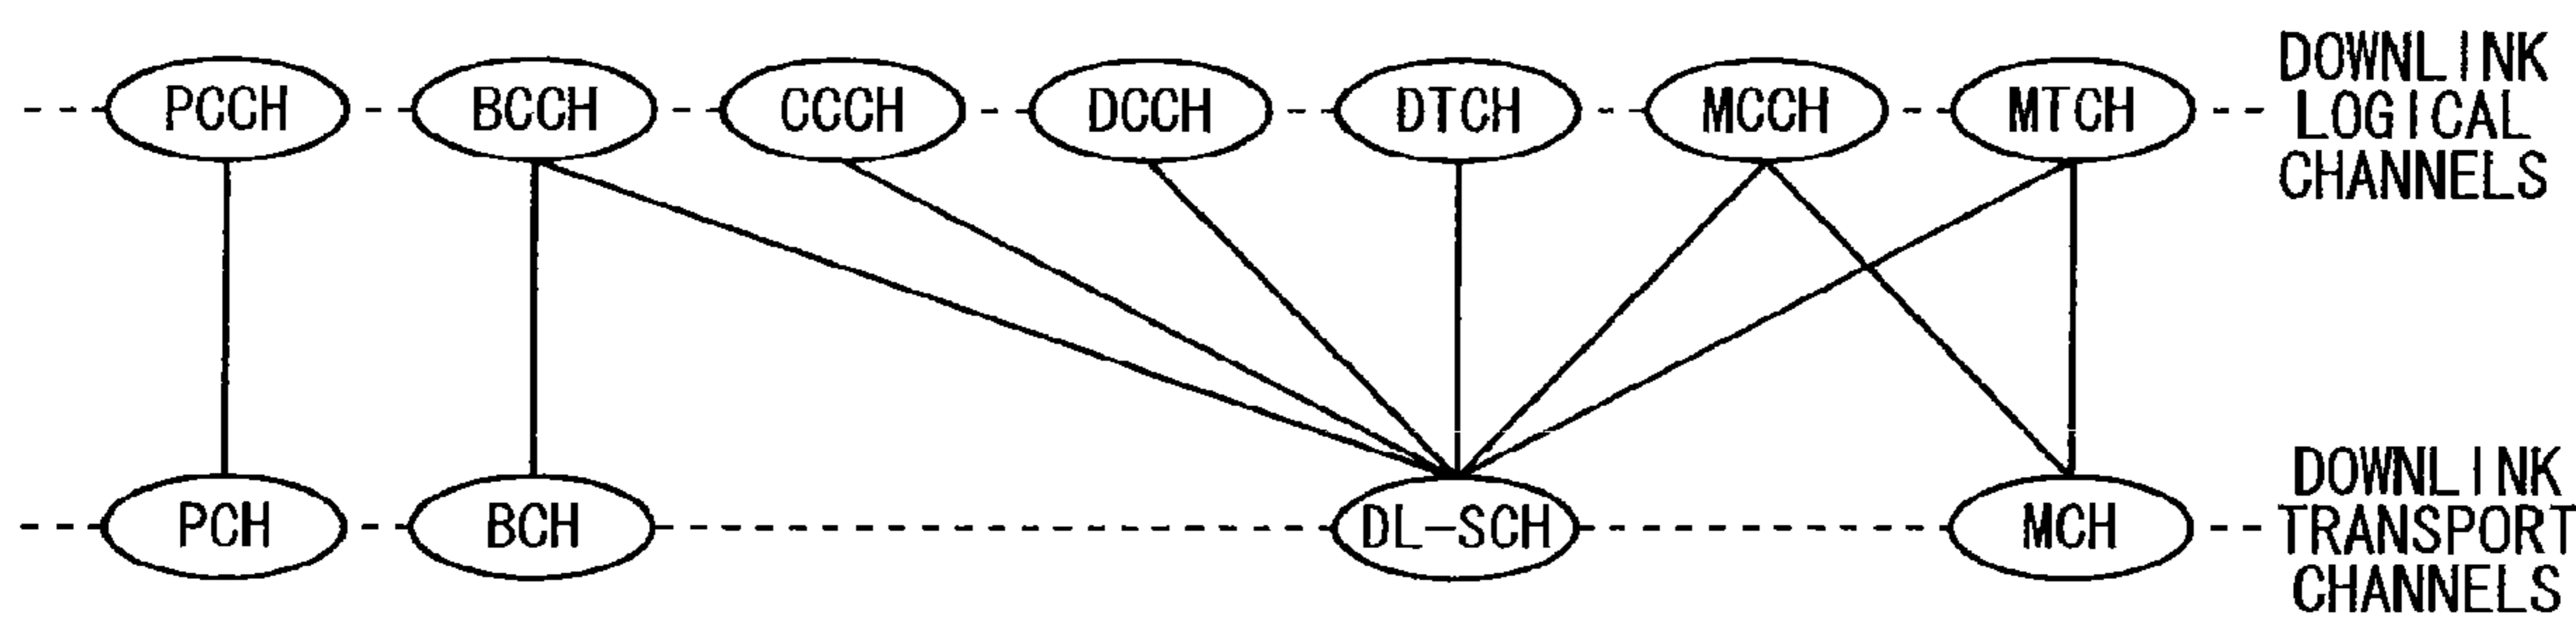 PCCH BCCH CCCH DCCH DTCH MCCH MTCH
DOWNLINK
LOGICAL
CHANNELS
PCH BCH DL-SCH MCH
DOWNLINK
TRANSPORT
CHANNELS